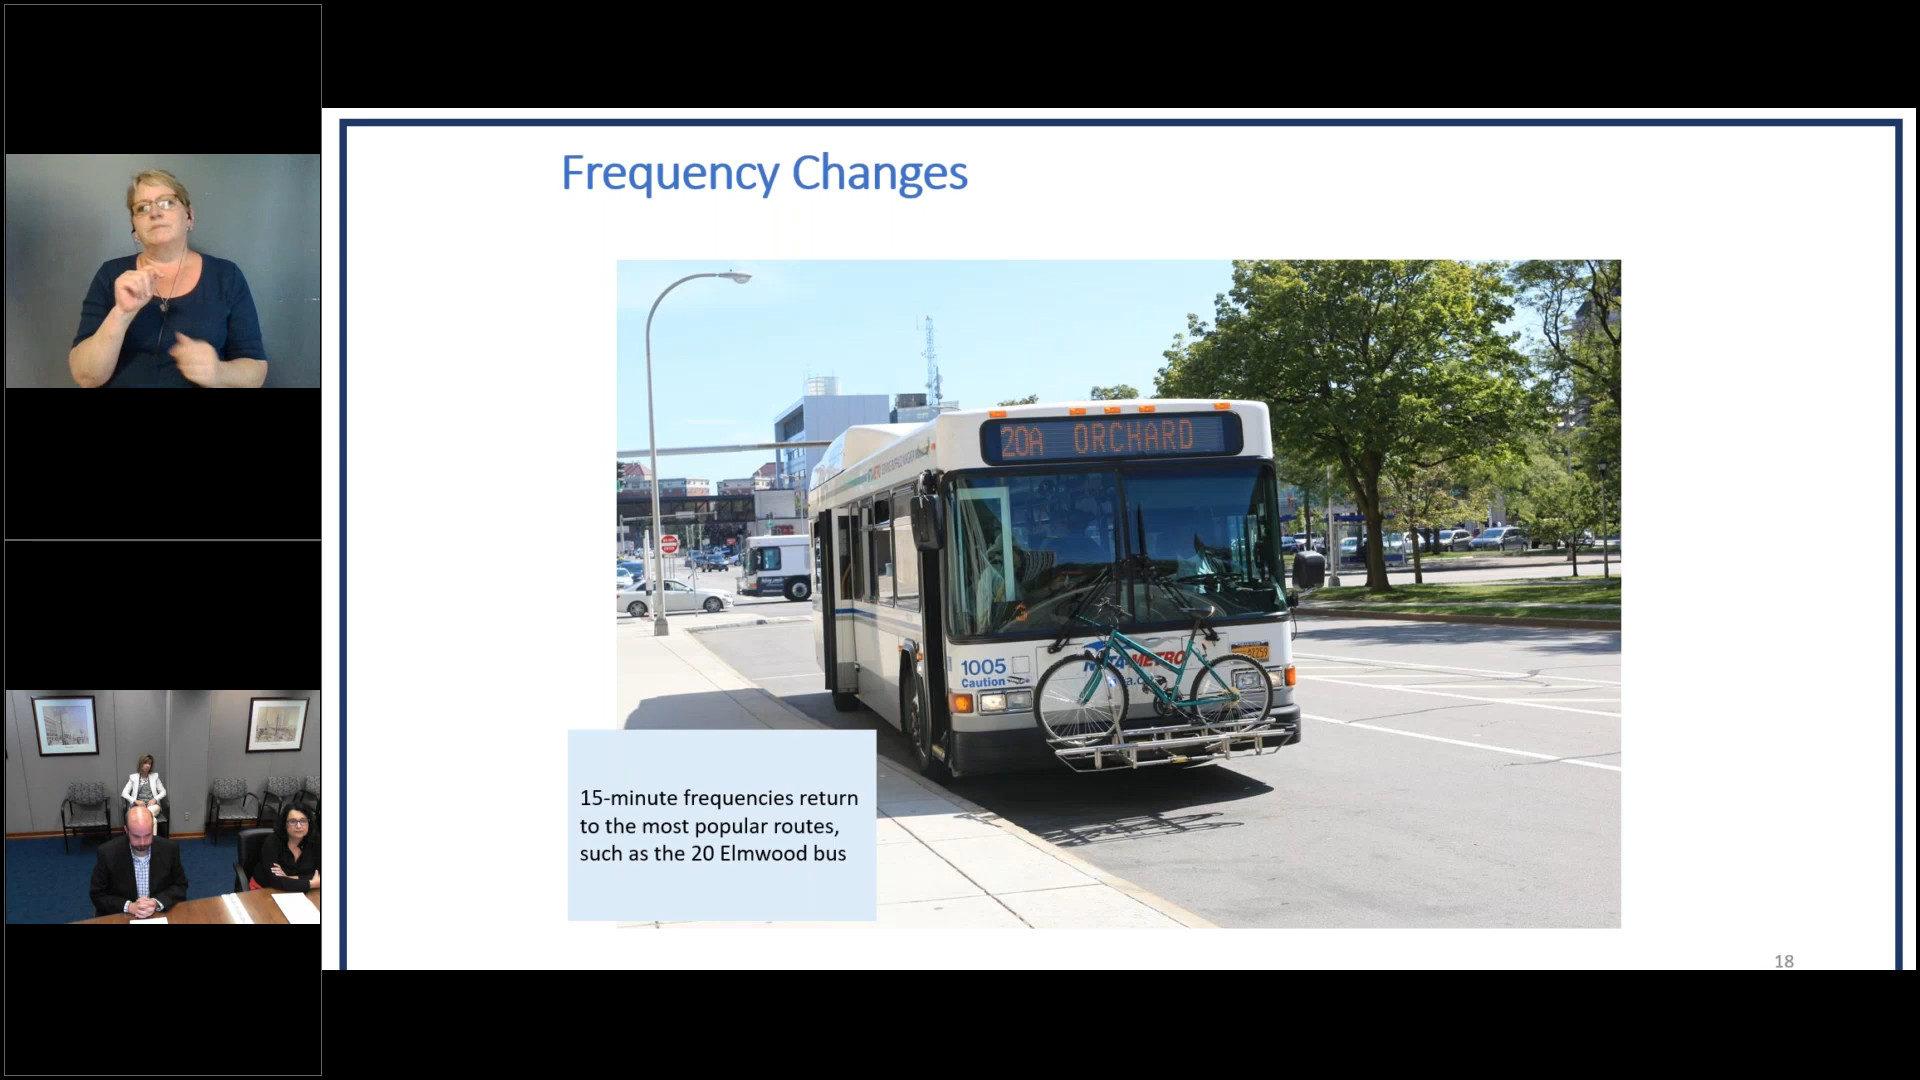 Frequency Changes
20A ORCHARD
1005
Caution
METRO
15-minute frequencies return
to the most popular routes,
such as the 20 Elmwood bus
18